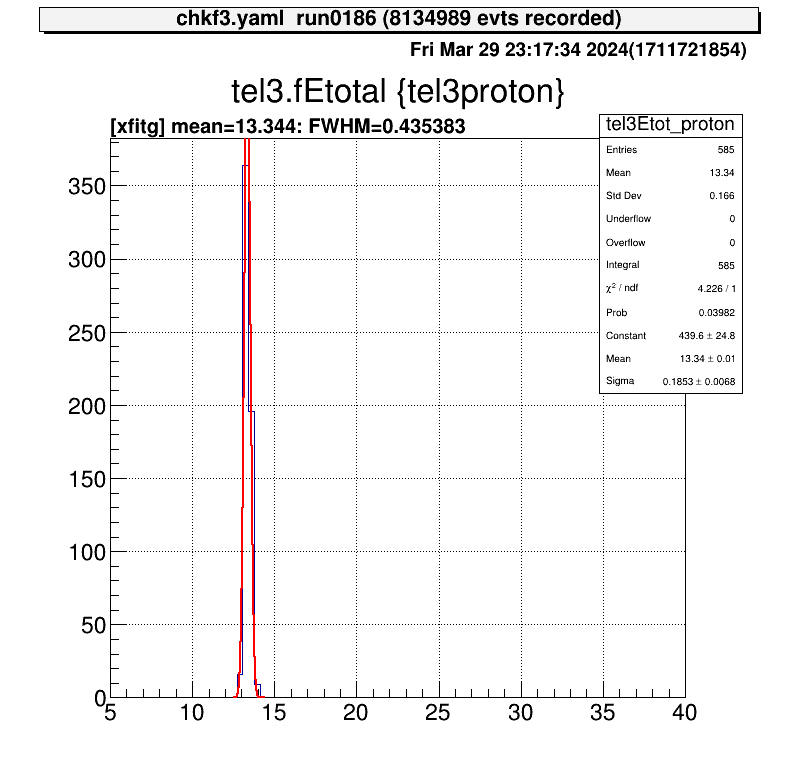 chkf3.yaml run0186 (8134989 evts recorded)
Fri Mar 29 23:17:34 2024(1711721854)
tel3.fEtotal {tel3proton}
[xfitg] mean=13.344: FWHM=0.435383
tel3Etot_proton
Entries 585
Mean 13.34
Std Dev 0.166
Underflow 0
Overflow 0
Integral 585
χ² / ndf 4.226 / 1
Prob 0.03982
Constant 439.6 ± 24.8
Mean 13.34 ± 0.01
Sigma 0.1853 ± 0.0068
350
300
250
200
150
100
50
0
5 10 15 20 25 30 35 40